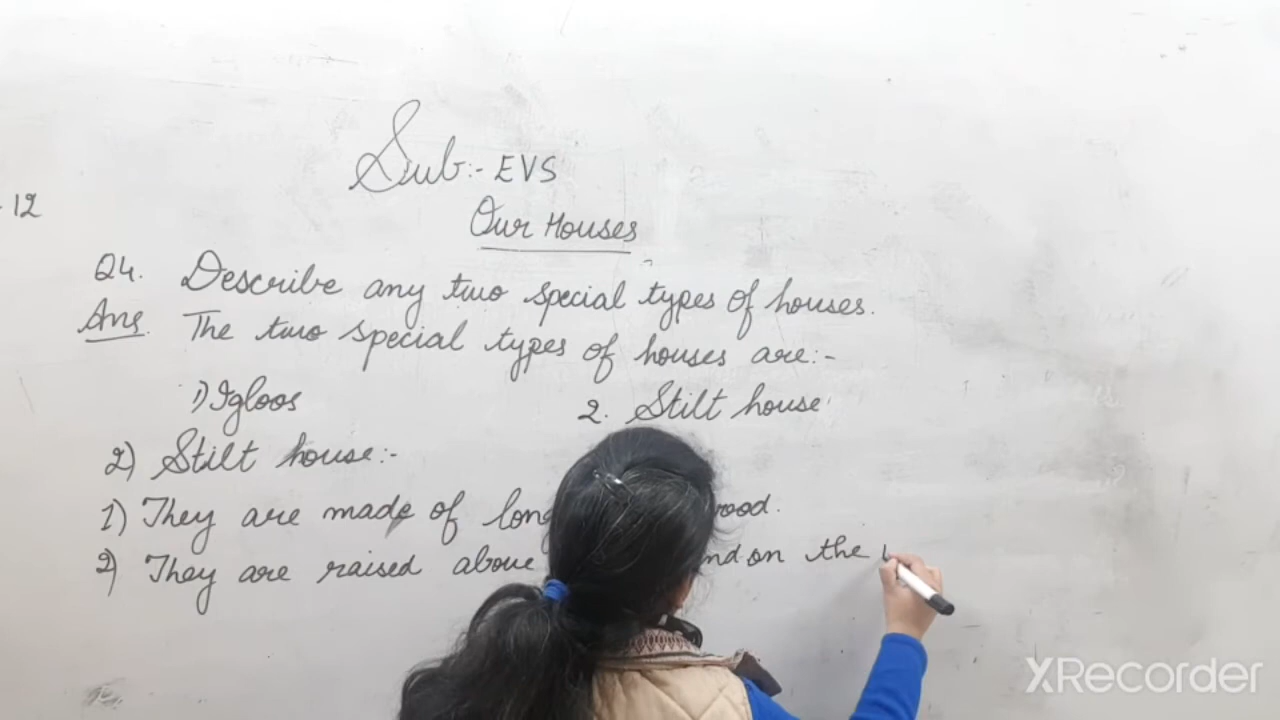 Sub:- EVS
-12
Our Houses
Q4. Describe any two special types of houses.
Ans. The two special types of houses are:-
1) Igloos 2. Stilt house
2) Stilt house:-
1) They are made of long wood.
2) They are raised above on the
XRecorder